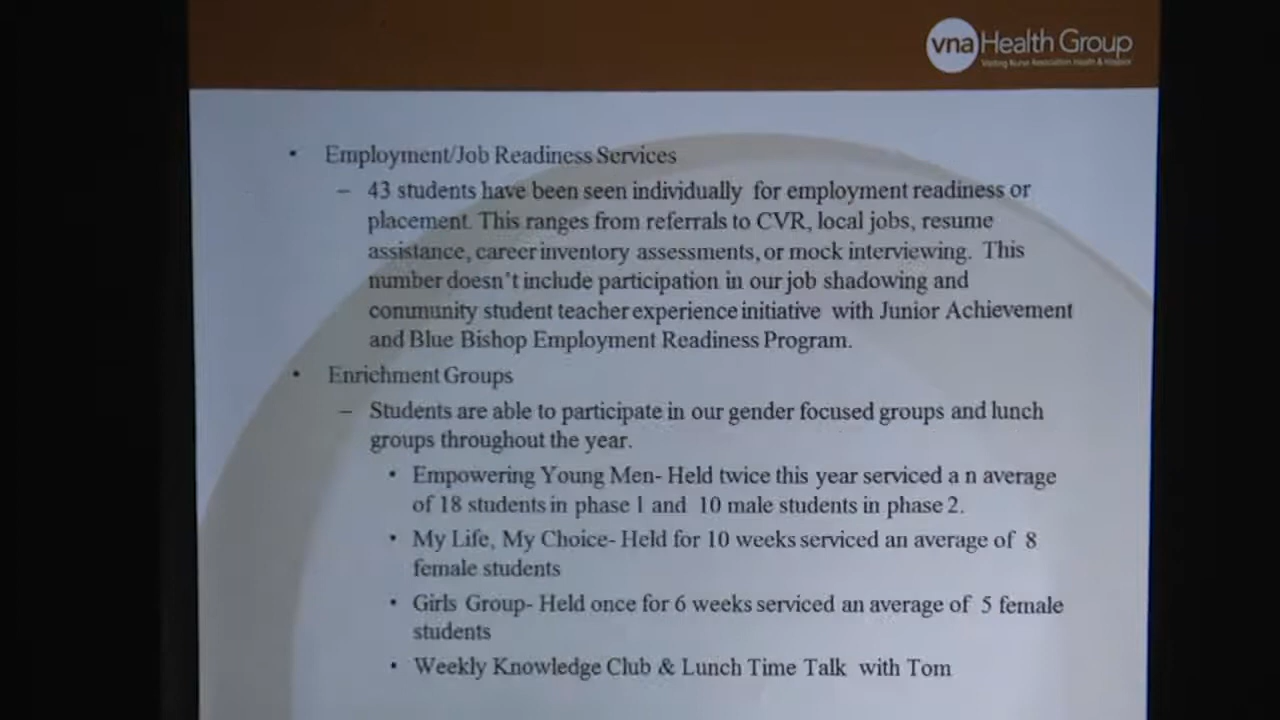 vna Health Group
Visiting Nurse Association Health & Hospice
• Employment/Job Readiness Services
– 43 students have been seen individually for employment readiness or
placement. This ranges from referrals to CVR, local jobs, resume
assistance, career inventory assessments, or mock interviewing. This
number doesn't include participation in our job shadowing and
community student teacher experience initiative with Junior Achievement
and Blue Bishop Employment Readiness Program.
• Enrichment Groups
– Students are able to participate in our gender focused groups and lunch
groups throughout the year.
• Empowering Young Men- Held twice this year serviced a n average
of 18 students in phase 1 and 10 male students in phase 2.
• My Life, My Choice- Held for 10 weeks serviced an average of 8
female students
• Girls Group- Held once for 6 weeks serviced an average of 5 female
students
• Weekly Knowledge Club & Lunch Time Talk with Tom